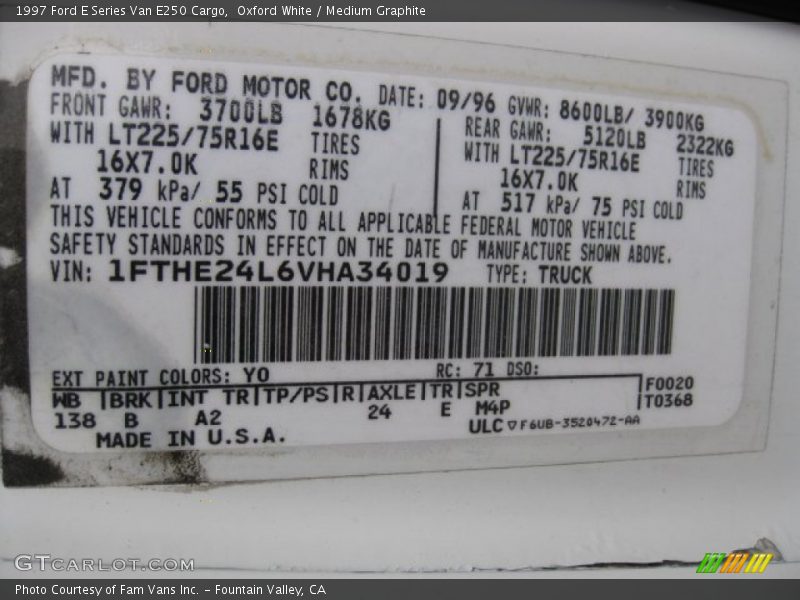 1997 Ford E Series Van E250 Cargo,  Oxford White / Medium Graphite
MFD. BY FORD MOTOR CO. DATE: 09/96 GVWR: 8600LB/ 3900KG
FRONT GAWR: 3700LB 1678KG REAR GAWR: 5120LB 2322KG
WITH LT225/75R16E TIRES WITH LT225/75R16E TIRES
16X7.0K RIMS 16X7.0K RIMS
AT 379 kPa/ 55 PSI COLD AT 517 kPa/ 75 PSI COLD
THIS VEHICLE CONFORMS TO ALL APPLICABLE FEDERAL MOTOR VEHICLE
SAFETY STANDARDS IN EFFECT ON THE DATE OF MANUFACTURE SHOWN ABOVE.
VIN: 1FTHE24L6VHA34019 TYPE: TRUCK
EXT PAINT COLORS: YO RC: 71 DSO:
WB |BRK|INT TR|TP/PS|R|AXLE|TR|SPR |F0020
138 B A2 24 E M4P |T0368
MADE IN U.S.A. ULC ▽F6UB-3520472-AA
GTCARLOT.COM
Photo Courtesy of Fam Vans Inc. – Fountain Valley, CA